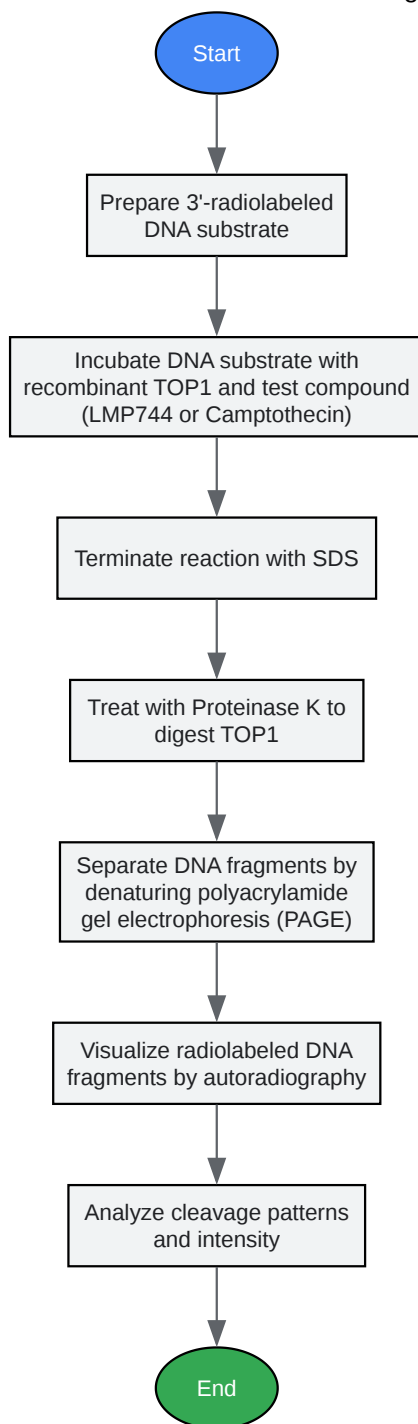 Start
Prepare 3'-radiolabeled
DNA substrate
Incubate DNA substrate with
recombinant TOP1 and test compound
(LMP744 or Camptothecin)
Terminate reaction with SDS
Treat with Proteinase K to
digest TOP1
Separate DNA fragments by
denaturing polyacrylamide
gel electrophoresis (PAGE)
Visualize radiolabeled DNA
fragments by autoradiography
Analyze cleavage patterns
and intensity
End